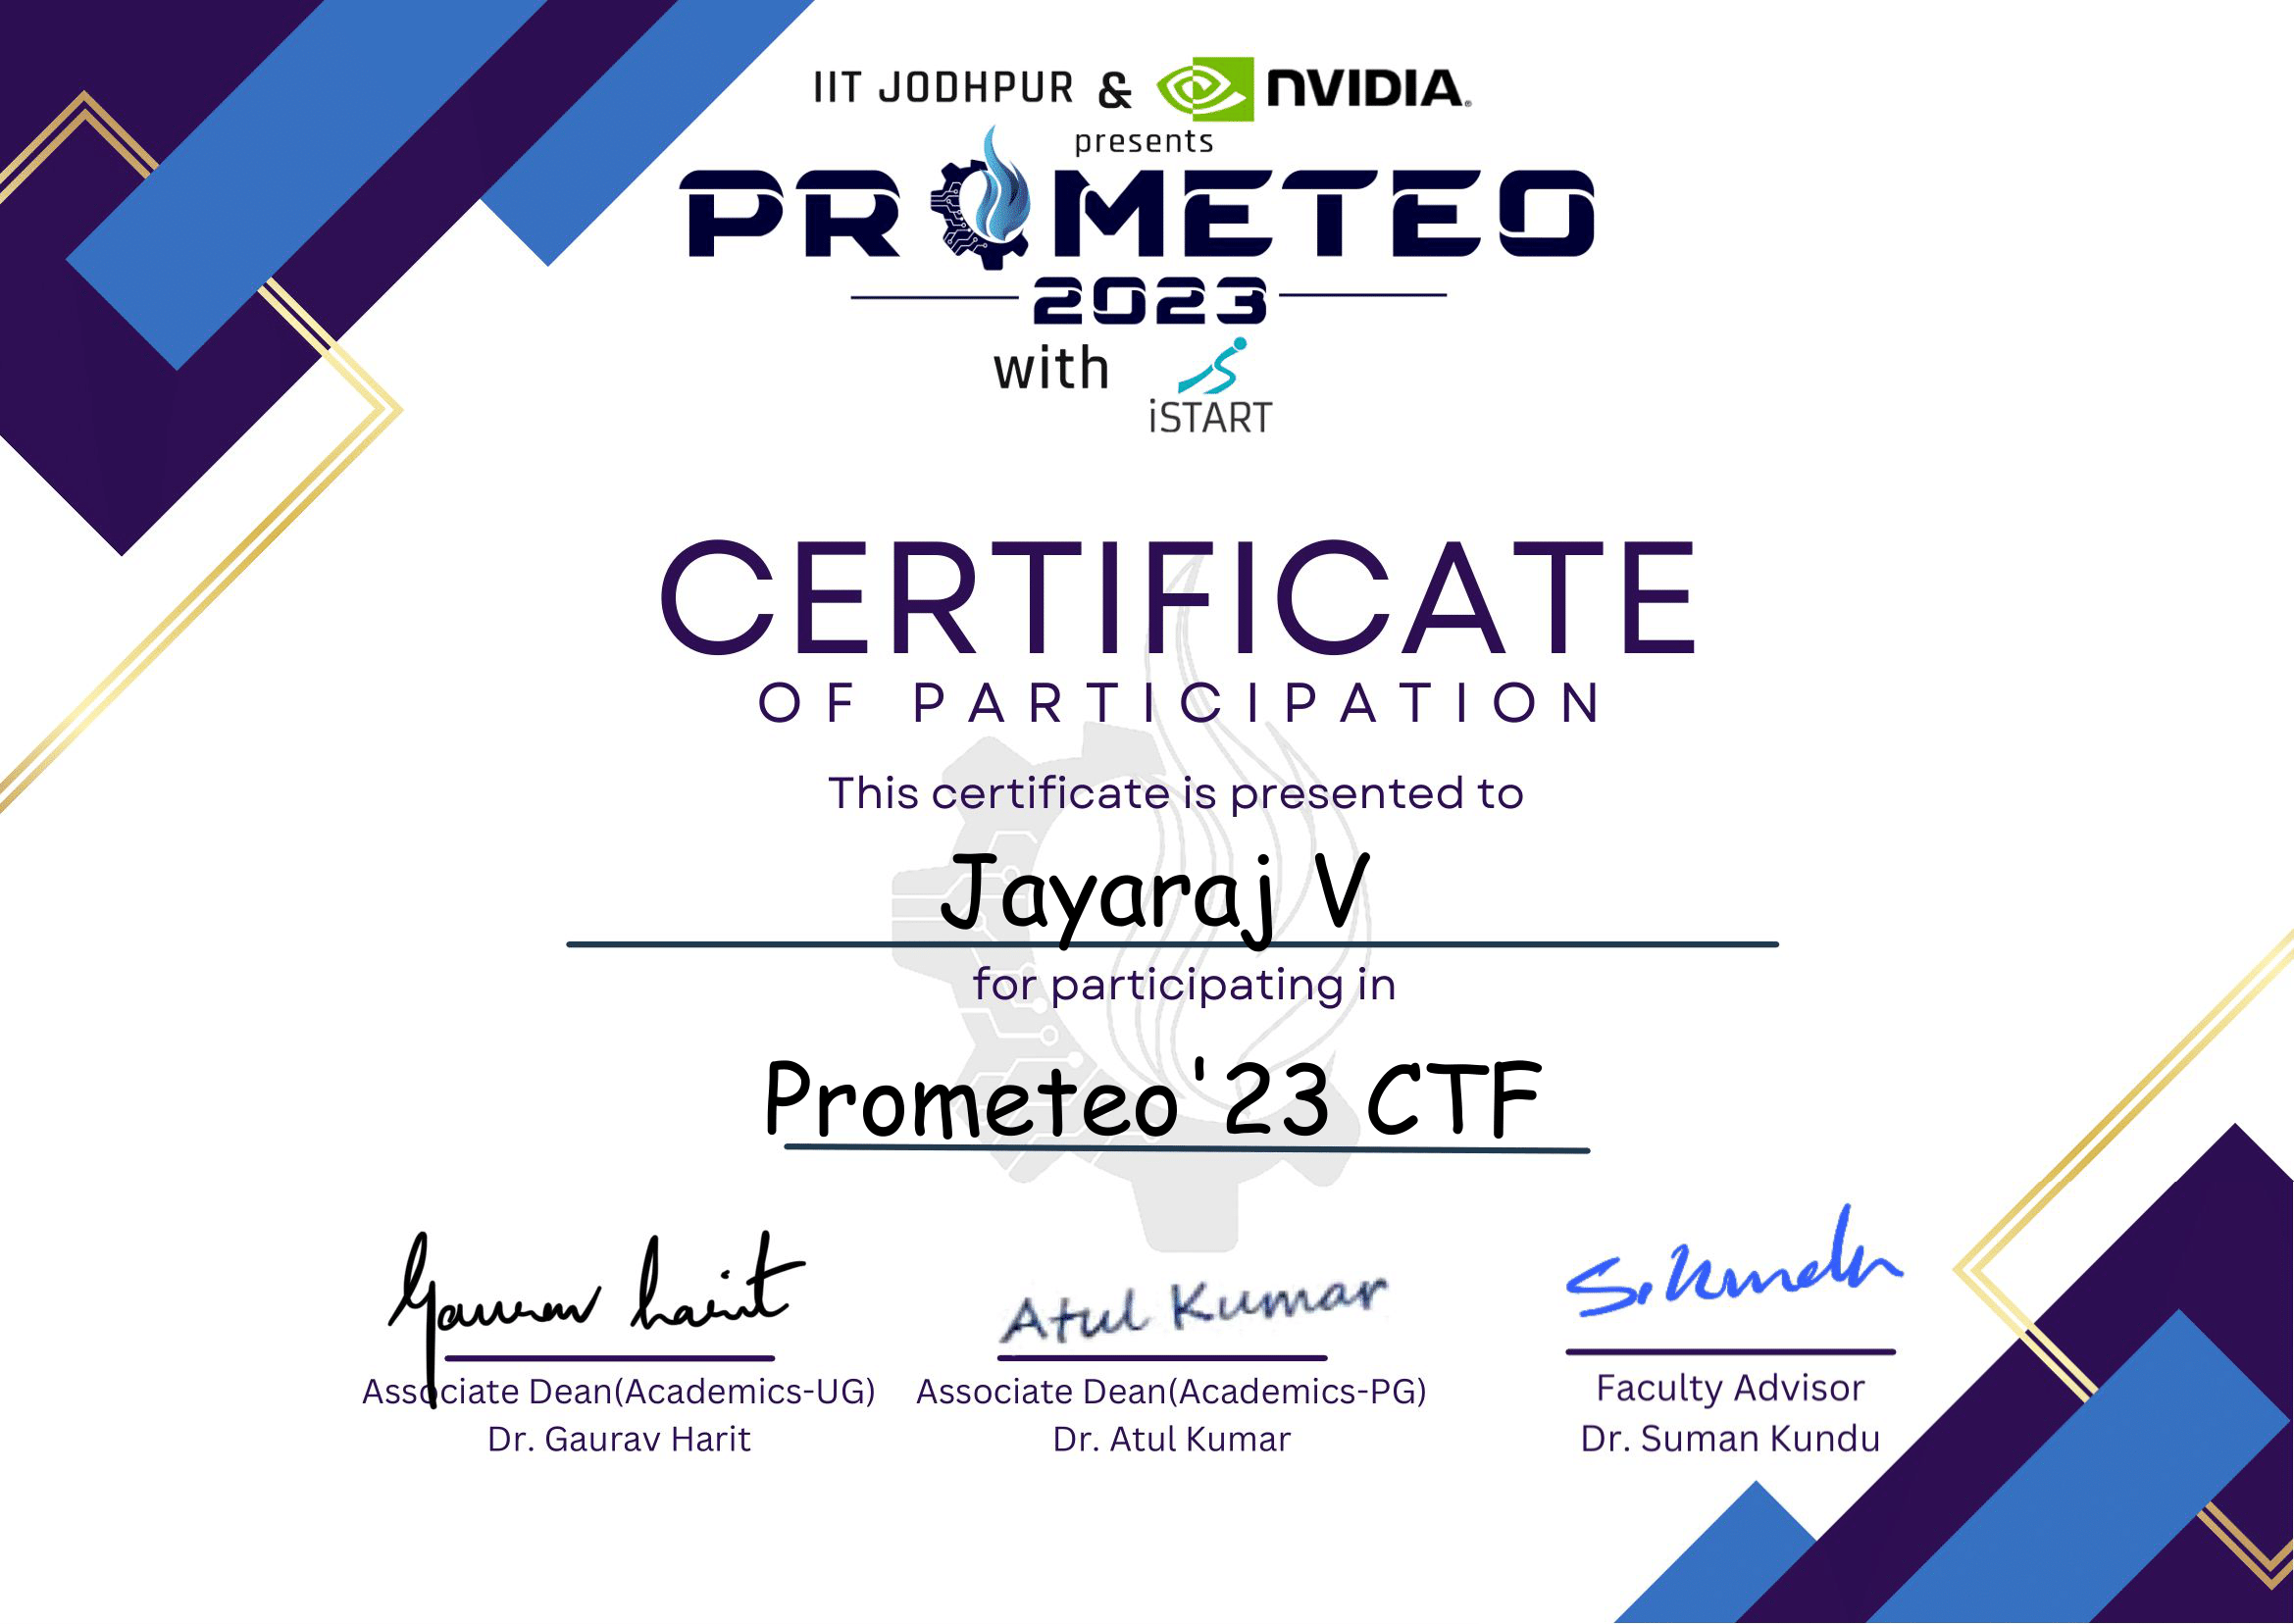 IIT JODHPUR & NVIDIA.
presents
PROMETEO
2023
with
iSTART
CERTIFICATE
OF PARTICIPATION
This certificate is presented to
Jayaraj V
for participating in
Prometeo'23 CTF
Gaurav Harit Atul Kumar S. Kundu
Associate Dean(Academics-UG) Associate Dean(Academics-PG) Faculty Advisor
Dr. Gaurav Harit Dr. Atul Kumar Dr. Suman Kundu